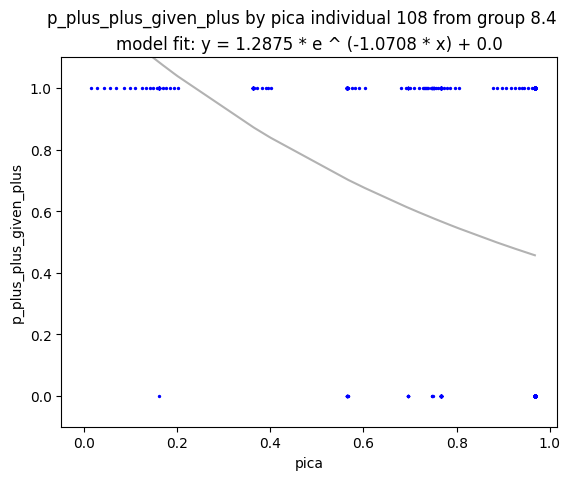 p_plus_plus_given_plus by pica individual 108 from group 8.4
model fit: y = 1.2875 * e ^ (-1.0708 * x) + 0.0
1.0
0.8
0.6
0.4
0.2
0.0
p_plus_plus_given_plus
0.0 0.2 0.4 0.6 0.8 1.0
pica